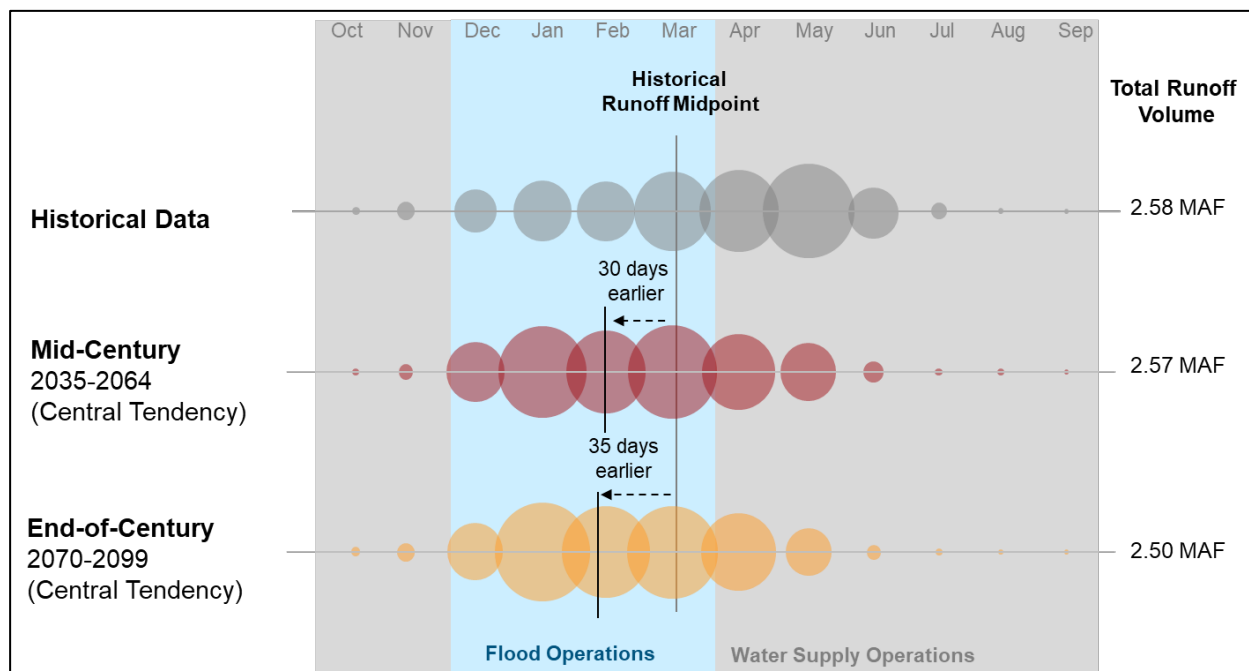 Oct Nov Dec Jan Feb Mar Apr May Jun Jul Aug Sep
Historical
Runoff Midpoint
Total Runoff
Volume
Historical Data
2.58 MAF
30 days
earlier
Mid-Century
2035-2064
(Central Tendency)
2.57 MAF
35 days
earlier
End-of-Century
2070-2099
(Central Tendency)
2.50 MAF
Flood Operations
Water Supply Operations